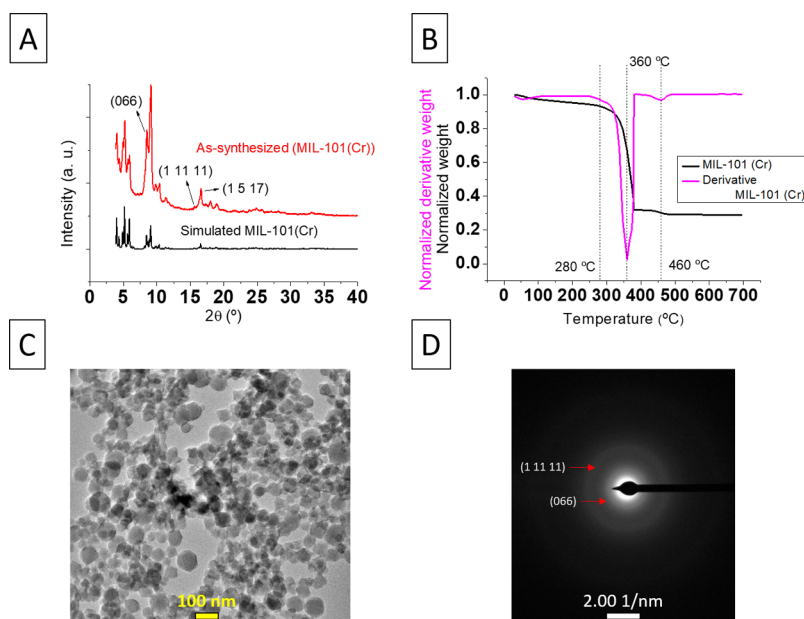 A
Intensity (a. u.)
(066)
As-synthesized (MIL-101(Cr))
(1 11 11)
(1 5 17)
Simulated MIL-101(Cr)
0 5 10 15 20 25 30 35 40
2θ (º)
B
Normalized derivative weight
Normalized weight
360 ºC
1.0
0.8
0.6
0.4
0.2
0.0
MIL-101 (Cr)
Derivative
MIL-101 (Cr)
280 ºC
460 ºC
0 100 200 300 400 500 600 700
Temperature (ºC)
C
100 nm
D
(1 11 11)
(066)
2.00 1/nm